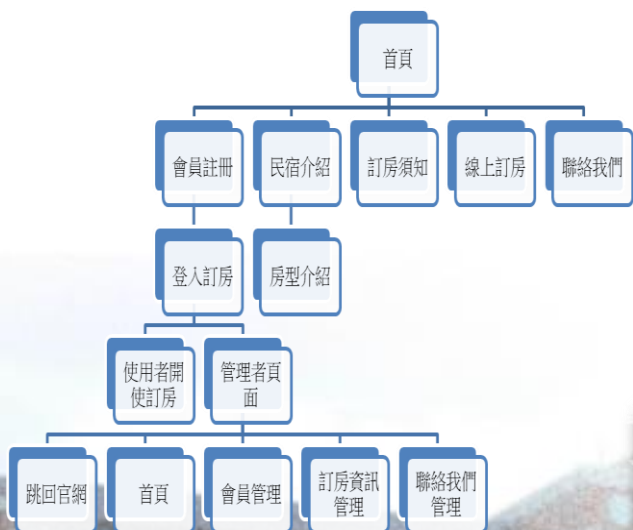 首頁
會員註冊
民宿介紹
訂房須知
線上訂房
聯絡我們
登入訂房
房型介紹
使用者開
使訂房
管理者頁
面
跳回官網
首頁
會員管理
訂房資訊
管理
聯絡我們
管理